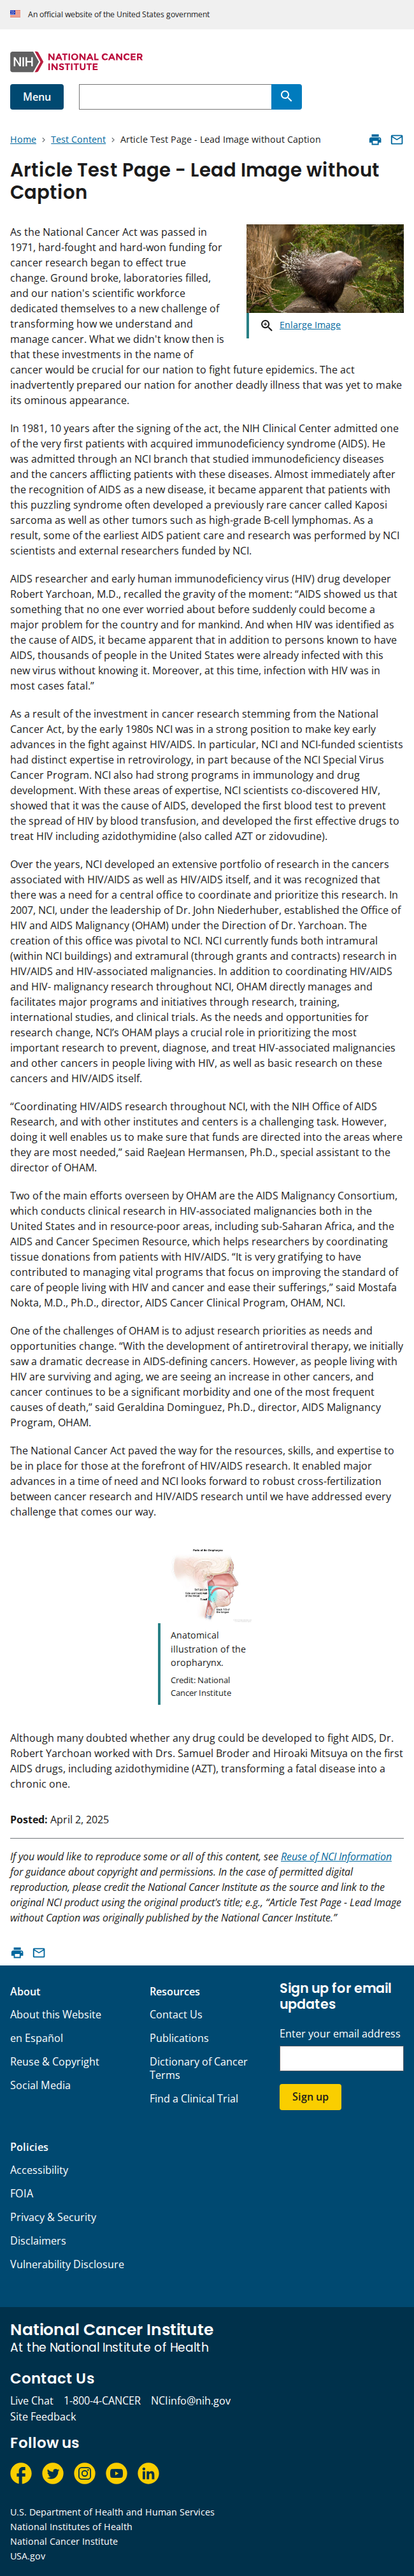 An official website of the United States government
NIH NATIONAL CANCER
INSTITUTE
Menu
Home › Test Content › Article Test Page - Lead Image without Caption
Article Test Page - Lead Image without
Caption
As the National Cancer Act was passed in
1971, hard-fought and hard-won funding for
cancer research began to effect true
change. Ground broke, laboratories filled,
and our nation's scientific workforce
dedicated themselves to a new challenge of
transforming how we understand and
manage cancer. What we didn't know then is
that these investments in the name of
Enlarge Image
cancer would be crucial for our nation to fight future epidemics. The act
inadvertently prepared our nation for another deadly illness that was yet to make
its ominous appearance.
In 1981, 10 years after the signing of the act, the NIH Clinical Center admitted one
of the very first patients with acquired immunodeficiency syndrome (AIDS). He
was admitted through an NCI branch that studied immunodeficiency diseases
and the cancers afflicting patients with these diseases. Almost immediately after
the recognition of AIDS as a new disease, it became apparent that patients with
this puzzling syndrome often developed a previously rare cancer called Kaposi
sarcoma as well as other tumors such as high-grade B-cell lymphomas. As a
result, some of the earliest AIDS patient care and research was performed by NCI
scientists and external researchers funded by NCI.
AIDS researcher and early human immunodeficiency virus (HIV) drug developer
Robert Yarchoan, M.D., recalled the gravity of the moment: “AIDS showed us that
something that no one ever worried about before suddenly could become a
major problem for the country and for mankind. And when HIV was identified as
the cause of AIDS, it became apparent that in addition to persons known to have
AIDS, thousands of people in the United States were already infected with this
new virus without knowing it. Moreover, at this time, infection with HIV was in
most cases fatal.”
As a result of the investment in cancer research stemming from the National
Cancer Act, by the early 1980s NCI was in a strong position to make key early
advances in the fight against HIV/AIDS. In particular, NCI and NCI-funded scientists
had distinct expertise in retrovirology, in part because of the NCI Special Virus
Cancer Program. NCI also had strong programs in immunology and drug
development. With these areas of expertise, NCI scientists co-discovered HIV,
showed that it was the cause of AIDS, developed the first blood test to prevent
the spread of HIV by blood transfusion, and developed the first effective drugs to
treat HIV including azidothymidine (also called AZT or zidovudine).
Over the years, NCI developed an extensive portfolio of research in the cancers
associated with HIV/AIDS as well as HIV/AIDS itself, and it was recognized that
there was a need for a central office to coordinate and prioritize this research. In
2007, NCI, under the leadership of Dr. John Niederhuber, established the Office of
HIV and AIDS Malignancy (OHAM) under the Direction of Dr. Yarchoan. The
creation of this office was pivotal to NCI. NCI currently funds both intramural
(within NCI buildings) and extramural (through grants and contracts) research in
HIV/AIDS and HIV-associated malignancies. In addition to coordinating HIV/AIDS
and HIV- malignancy research throughout NCI, OHAM directly manages and
facilitates major programs and initiatives through research, training,
international studies, and clinical trials. As the needs and opportunities for
research change, NCI’s OHAM plays a crucial role in prioritizing the most
important research to prevent, diagnose, and treat HIV-associated malignancies
and other cancers in people living with HIV, as well as basic research on these
cancers and HIV/AIDS itself.
“Coordinating HIV/AIDS research throughout NCI, with the NIH Office of AIDS
Research, and with other institutes and centers is a challenging task. However,
doing it well enables us to make sure that funds are directed into the areas where
they are most needed,” said RaeJean Hermansen, Ph.D., special assistant to the
director of OHAM.
Two of the main efforts overseen by OHAM are the AIDS Malignancy Consortium,
which conducts clinical research in HIV-associated malignancies both in the
United States and in resource-poor areas, including sub-Saharan Africa, and the
AIDS and Cancer Specimen Resource, which helps researchers by coordinating
tissue donations from patients with HIV/AIDS. “It is very gratifying to have
contributed to managing vital programs that focus on improving the standard of
care of people living with HIV and cancer and ease their sufferings,” said Mostafa
Nokta, M.D., Ph.D., director, AIDS Cancer Clinical Program, OHAM, NCI.
One of the challenges of OHAM is to adjust research priorities as needs and
opportunities change. “With the development of antiretroviral therapy, we initially
saw a dramatic decrease in AIDS-defining cancers. However, as people living with
HIV are surviving and aging, we are seeing an increase in other cancers, and
cancer continues to be a significant morbidity and one of the most frequent
causes of death,” said Geraldina Dominguez, Ph.D., director, AIDS Malignancy
Program, OHAM.
The National Cancer Act paved the way for the resources, skills, and expertise to
be in place for those at the forefront of HIV/AIDS research. It enabled major
advances in a time of need and NCI looks forward to robust cross-fertilization
between cancer research and HIV/AIDS research until we have addressed every
challenge that comes our way.
Anatomical
illustration of the
oropharynx.
Credit: National
Cancer Institute
Although many doubted whether any drug could be developed to fight AIDS, Dr.
Robert Yarchoan worked with Drs. Samuel Broder and Hiroaki Mitsuya on the first
AIDS drugs, including azidothymidine (AZT), transforming a fatal disease into a
chronic one.
Posted: April 2, 2025
If you would like to reproduce some or all of this content, see Reuse of NCI Information
for guidance about copyright and permissions. In the case of permitted digital
reproduction, please credit the National Cancer Institute as the source and link to the
original NCI product using the original product's title; e.g., “Article Test Page - Lead Image
without Caption was originally published by the National Cancer Institute.”
About
About this Website
en Español
Reuse & Copyright
Social Media
Resources
Contact Us
Publications
Dictionary of Cancer
Terms
Find a Clinical Trial
Sign up for email
updates
Enter your email address
Sign up
Policies
Accessibility
FOIA
Privacy & Security
Disclaimers
Vulnerability Disclosure
National Cancer Institute
At the National Institute of Health
Contact Us
Live Chat 1-800-4-CANCER NCIinfo@nih.gov
Site Feedback
Follow us
U.S. Department of Health and Human Services
National Institutes of Health
National Cancer Institute
USA.gov